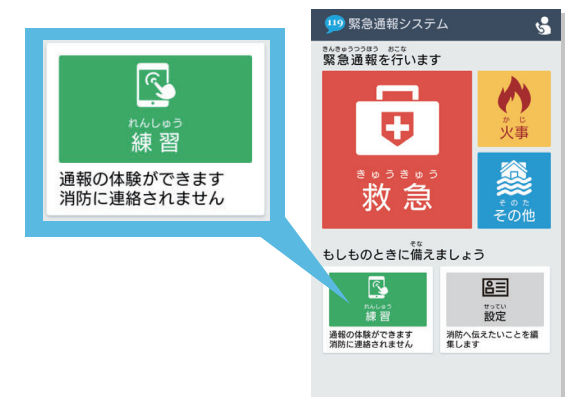 れんしゅう
練習
通報の体験ができます
消防に連絡されません
119 緊急通報システム
きんきゅうつうほう おこな
緊急通報を行います
きゅうきゅう
救急
かじ
火事
そのた
その他
そな
もしものときに備えましょう
れんしゅう
練習
通報の体験ができます
消防に連絡されません
せってい
設定
消防へ伝えたいことを編
集します